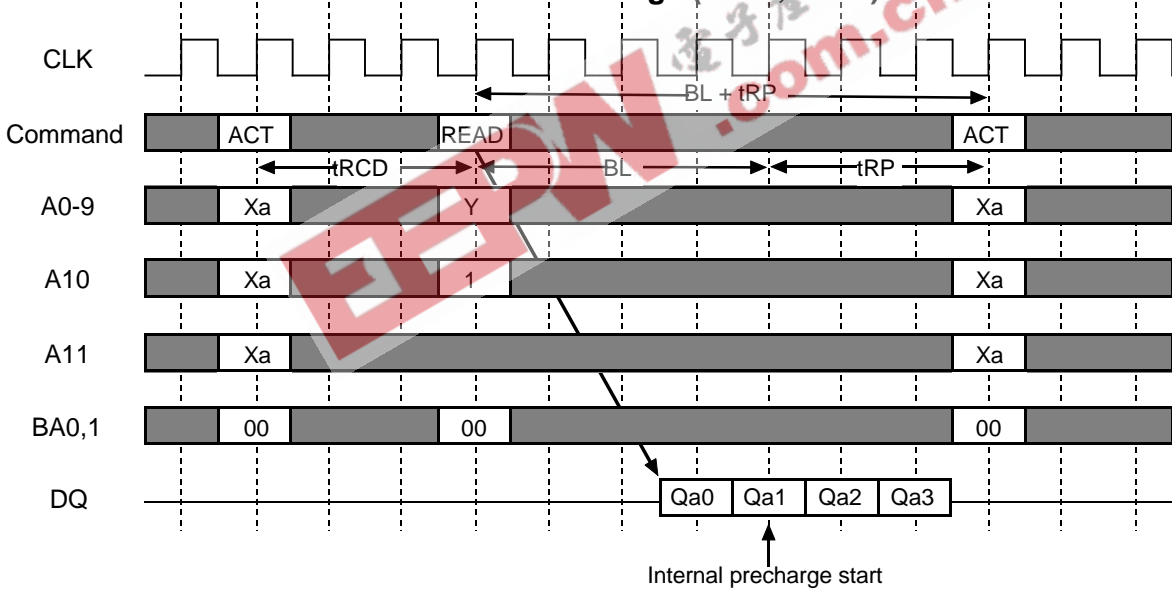 CLK
BL + tRP
Command
ACT
READ
ACT
tRCD
BL
tRP
A0-9
Xa
Y
Xa
A10
Xa
1
Xa
A11
Xa
Xa
BA0,1
00
00
00
DQ
Qa0
Qa1
Qa2
Qa3
Internal precharge start
EEPW
.com.cn